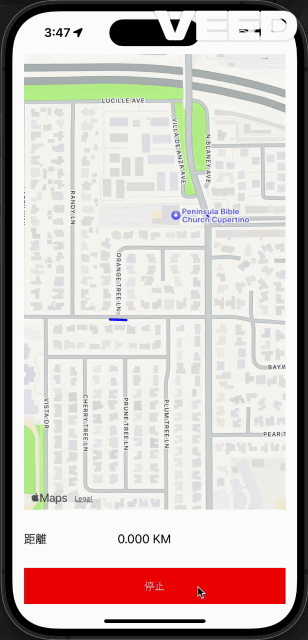 3:47
VEED
LUCILLE AVE
VILLA DE ANZA AVE
N BLANEY AVE
RANDY LN
Peninsula Bible
Church Cupertino
ORANGE TREE LN
BAYW
VISTA DR
CHERRY TREE LN
PRUNE TREE LN
PLUM TREE LN
PEAR T
Maps
Legal
距離 0.000 KM
停止